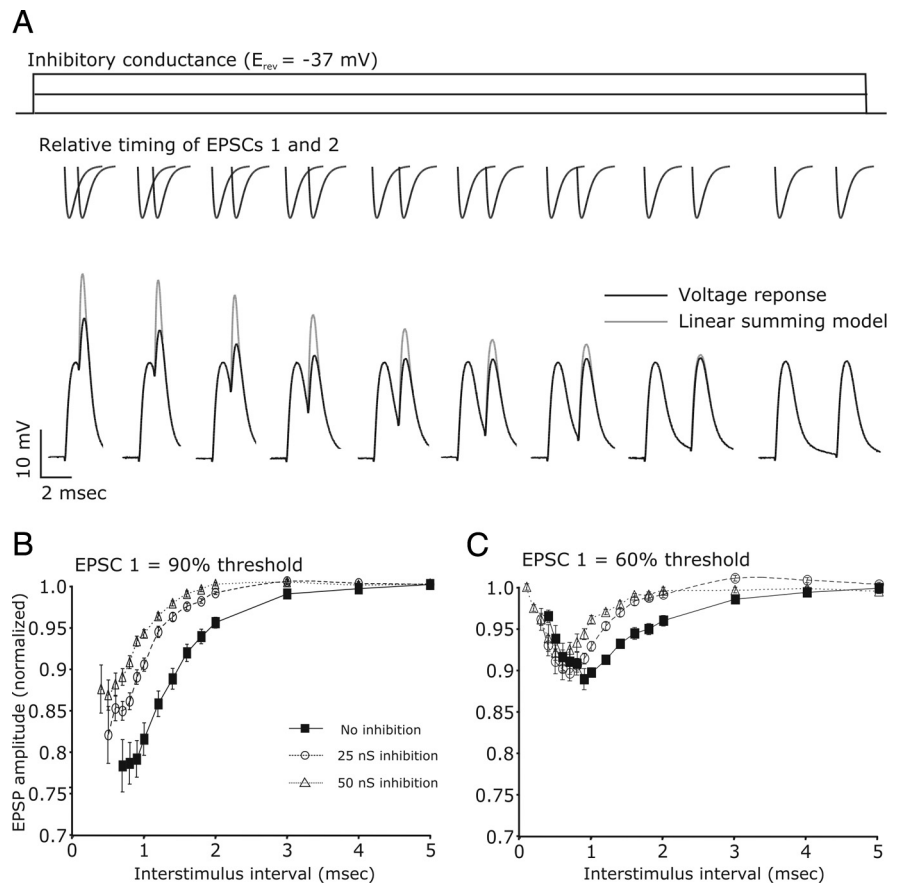 A
Inhibitory conductance (Erev = -37 mV)
Relative timing of EPSCs 1 and 2
Voltage reponse
Linear summing model
10 mV
2 msec
B
EPSC 1 = 90% threshold
EPSP amplitude (normalized)
1.0
0.95
0.9
0.85
0.8
0.75
0.7
No inhibition
25 nS inhibition
50 nS inhibition
0 1 2 3 4 5
Interstimulus interval (msec)
C
EPSC 1 = 60% threshold
1.0
0.95
0.9
0.85
0.8
0.75
0.7
0 1 2 3 4 5
Interstimulus interval (msec)